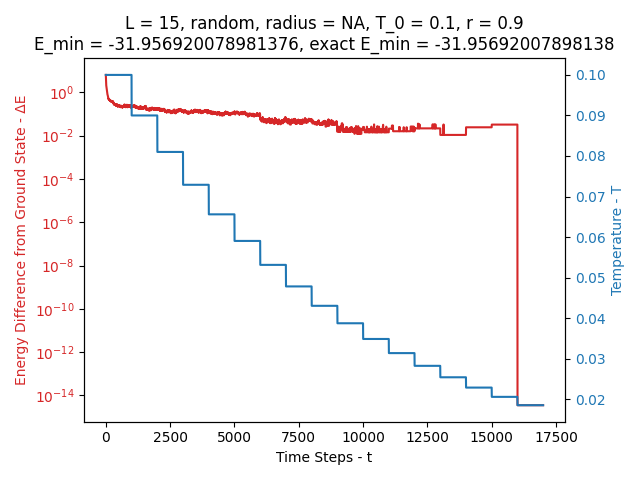 L = 15, random, radius = NA, T_0 = 0.1, r = 0.9
E_min = -31.956920078981376, exact E_min = -31.95692007898138
Energy Difference from Ground State - ΔE
10^0
10^-2
10^-4
10^-6
10^-8
10^-10
10^-12
10^-14
0.10
0.09
0.08
0.07
0.06
0.05
0.04
0.03
0.02
Temperature - T
0 2500 5000 7500 10000 12500 15000 17500
Time Steps - t